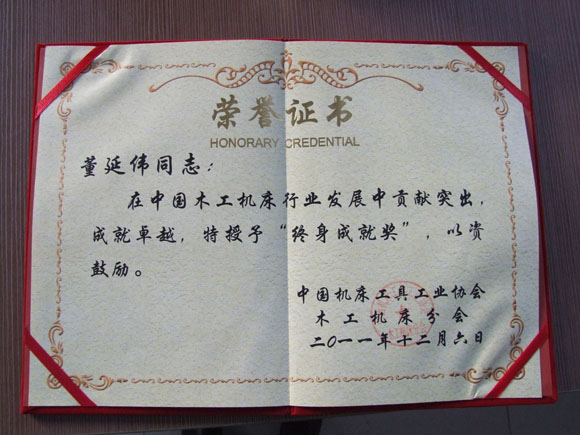 荣誉证书
HONORARY CREDENTIAL
董延伟同志：
在中国木工机床行业发展中贡献突出，
成就卓越，特授予“终身成就奖”，以资
鼓励。
中国机床工具工业协会
木工机床分会
二〇一一年十二月六日